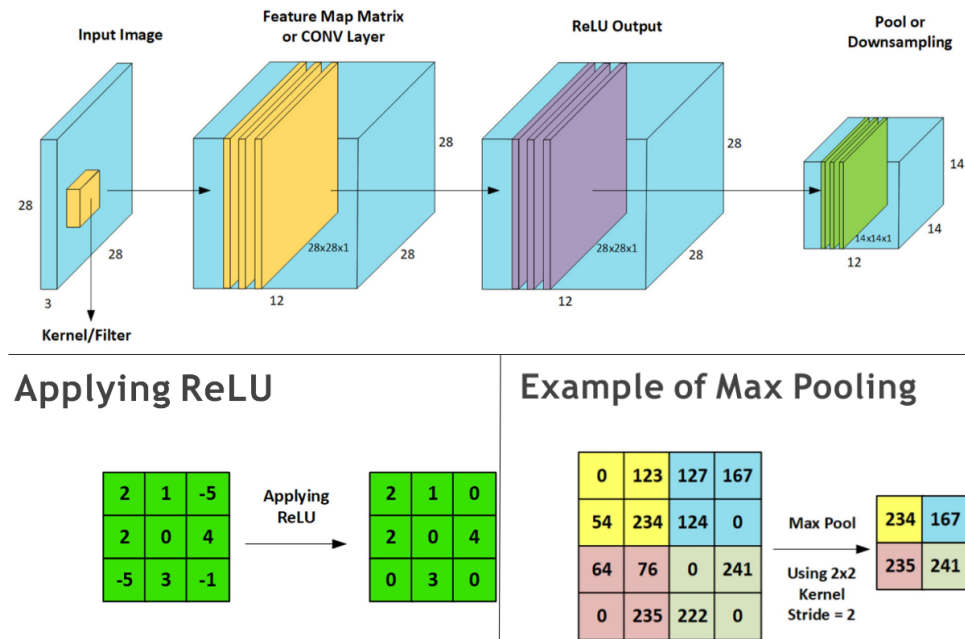 Input Image
Feature Map Matrix
or CONV Layer
ReLU Output
Pool or
Downsampling
28
28
3
Kernel/Filter
28x28x1
28
28
12
28x28x1
28
28
12
14x14x1
14
14
12
Applying ReLU
2 1 -5
2 0 4
-5 3 -1
Applying
ReLU
2 1 0
2 0 4
0 3 0
Example of Max Pooling
0 123 127 167
54 234 124 0
64 76 0 241
0 235 222 0
Max Pool
Using 2x2
Kernel
Stride = 2
234 167
235 241